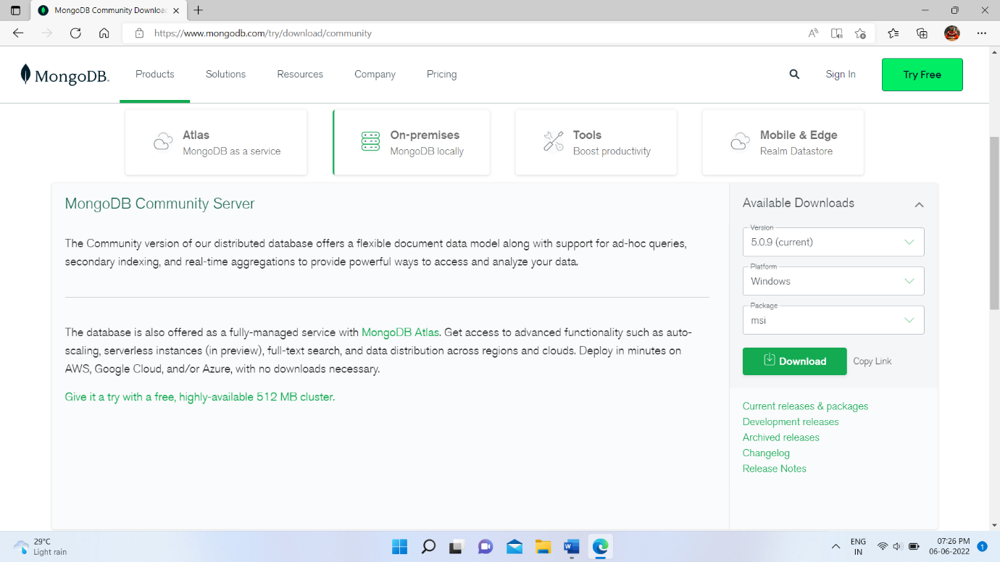 MongoDB Community Downloa
https://www.mongodb.com/try/download/community
MongoDB.
Products
Solutions
Resources
Company
Pricing
Sign In
Try Free
Atlas
MongoDB as a service
On-premises
MongoDB locally
Tools
Boost productivity
Mobile & Edge
Realm Datastore
MongoDB Community Server
The Community version of our distributed database offers a flexible document data model along with support for ad-hoc queries,
secondary indexing, and real-time aggregations to provide powerful ways to access and analyze your data.
The database is also offered as a fully-managed service with MongoDB Atlas. Get access to advanced functionality such as auto-
scaling, serverless instances (in preview), full-text search, and data distribution across regions and clouds. Deploy in minutes on
AWS, Google Cloud, and/or Azure, with no downloads necessary.
Give it a try with a free, highly-available 512 MB cluster.
Available Downloads
Version
5.0.9 (current)
Platform
Windows
Package
msi
Download
Copy Link
Current releases & packages
Development releases
Archived releases
Changelog
Release Notes
29°C
Light rain
ENG
IN
07:26 PM
06-06-2022
1